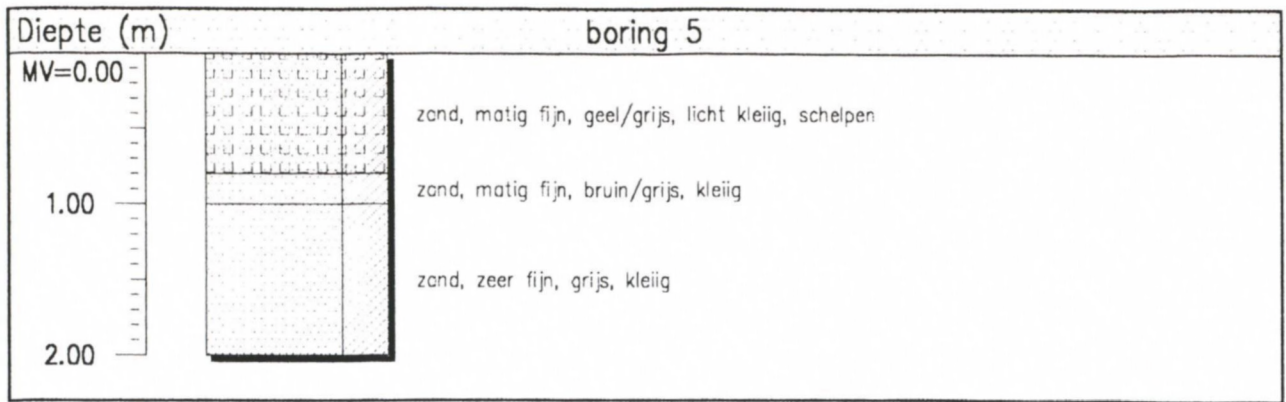 Diepte (m) boring 5
MV=0.00
zand, matig fijn, geel/grijs, licht kleiig, schelpen
zand, matig fijn, bruin/grijs, kleiig
1.00
zand, zeer fijn, grijs, kleiig
2.00